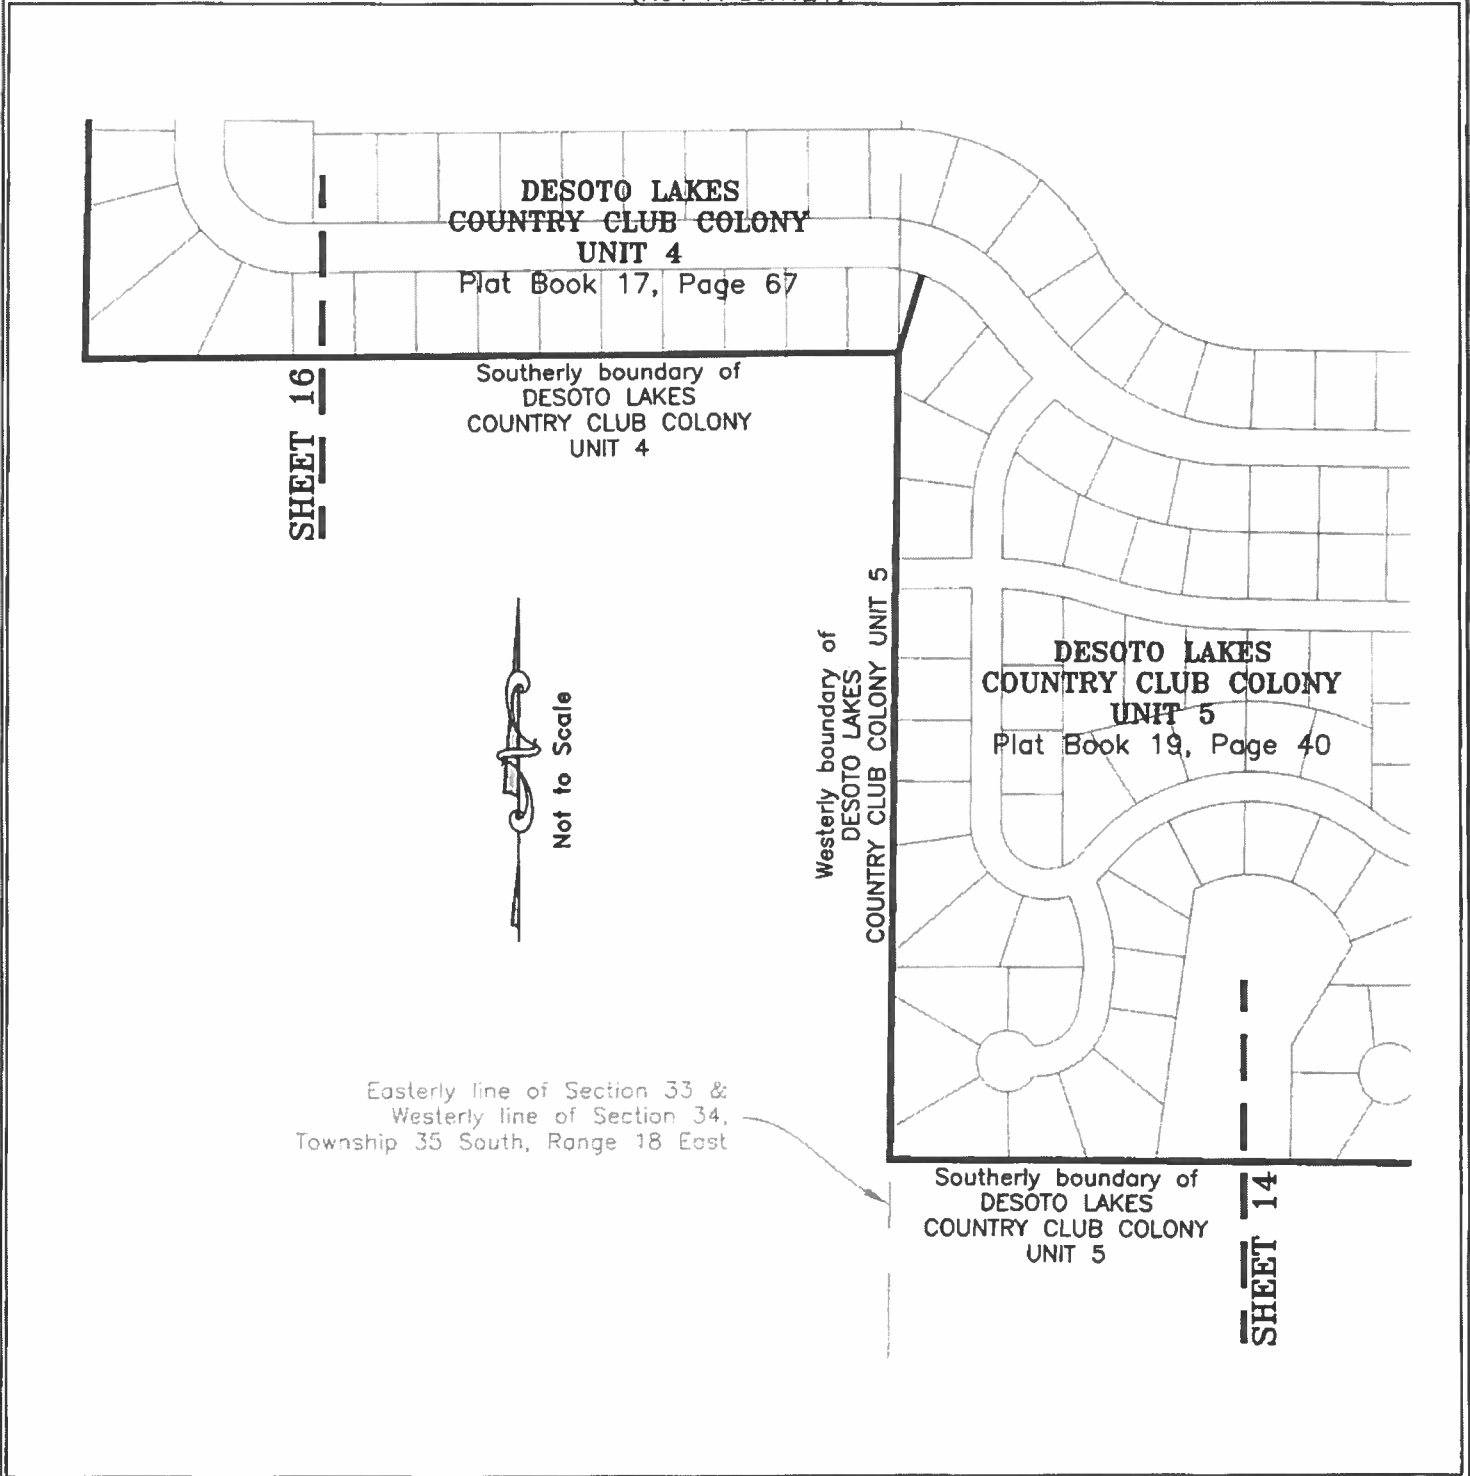 DESOTO LAKES
COUNTRY CLUB COLONY
UNIT 4
Plat Book 17, Page 67
Southerly boundary of
DESOTO LAKES
COUNTRY CLUB COLONY
UNIT 4
SHEET 16
Not to Scale
Westerly boundary of
DESOTO LAKES
COUNTRY CLUB COLONY UNIT 5
DESOTO LAKES
COUNTRY CLUB COLONY
UNIT 5
Plat Book 19, Page 40
Easterly line of Section 33 &
Westerly line of Section 34,
Township 35 South, Range 18 East
Southerly boundary of
DESOTO LAKES
COUNTRY CLUB COLONY
UNIT 5
SHEET 14